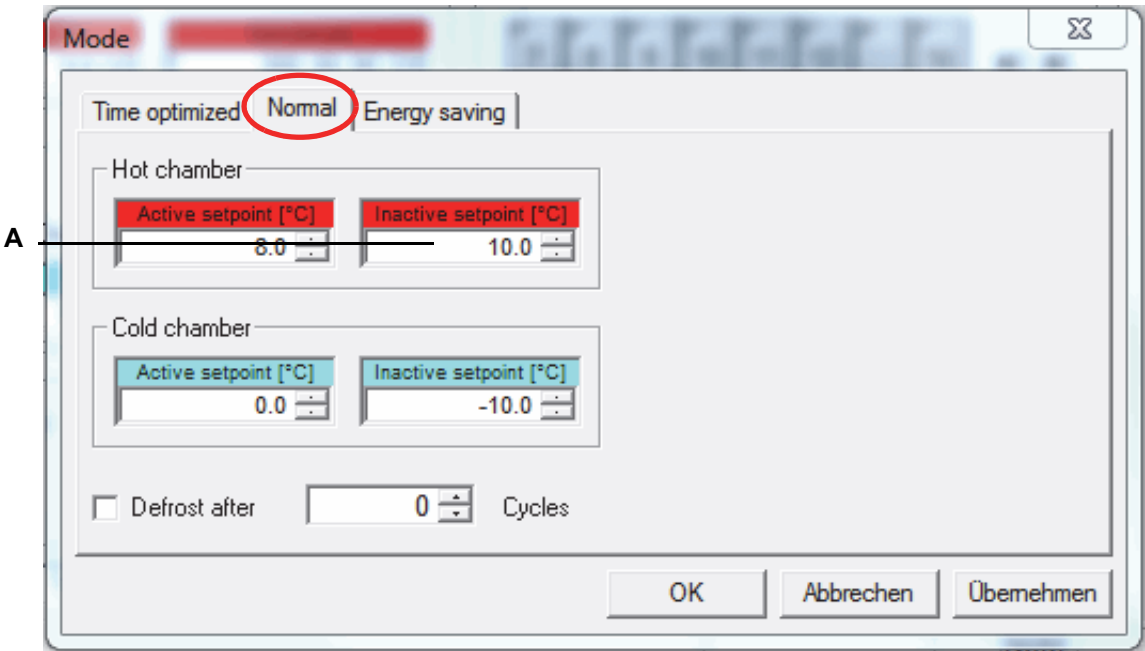 Mode
Time optimized Normal Energy saving
Hot chamber
Active setpoint [°C] Inactive setpoint [°C]
A
8.0 10.0
Cold chamber
Active setpoint [°C] Inactive setpoint [°C]
0.0 -10.0
Defrost after 0 Cycles
OK Abbrechen Übernehmen